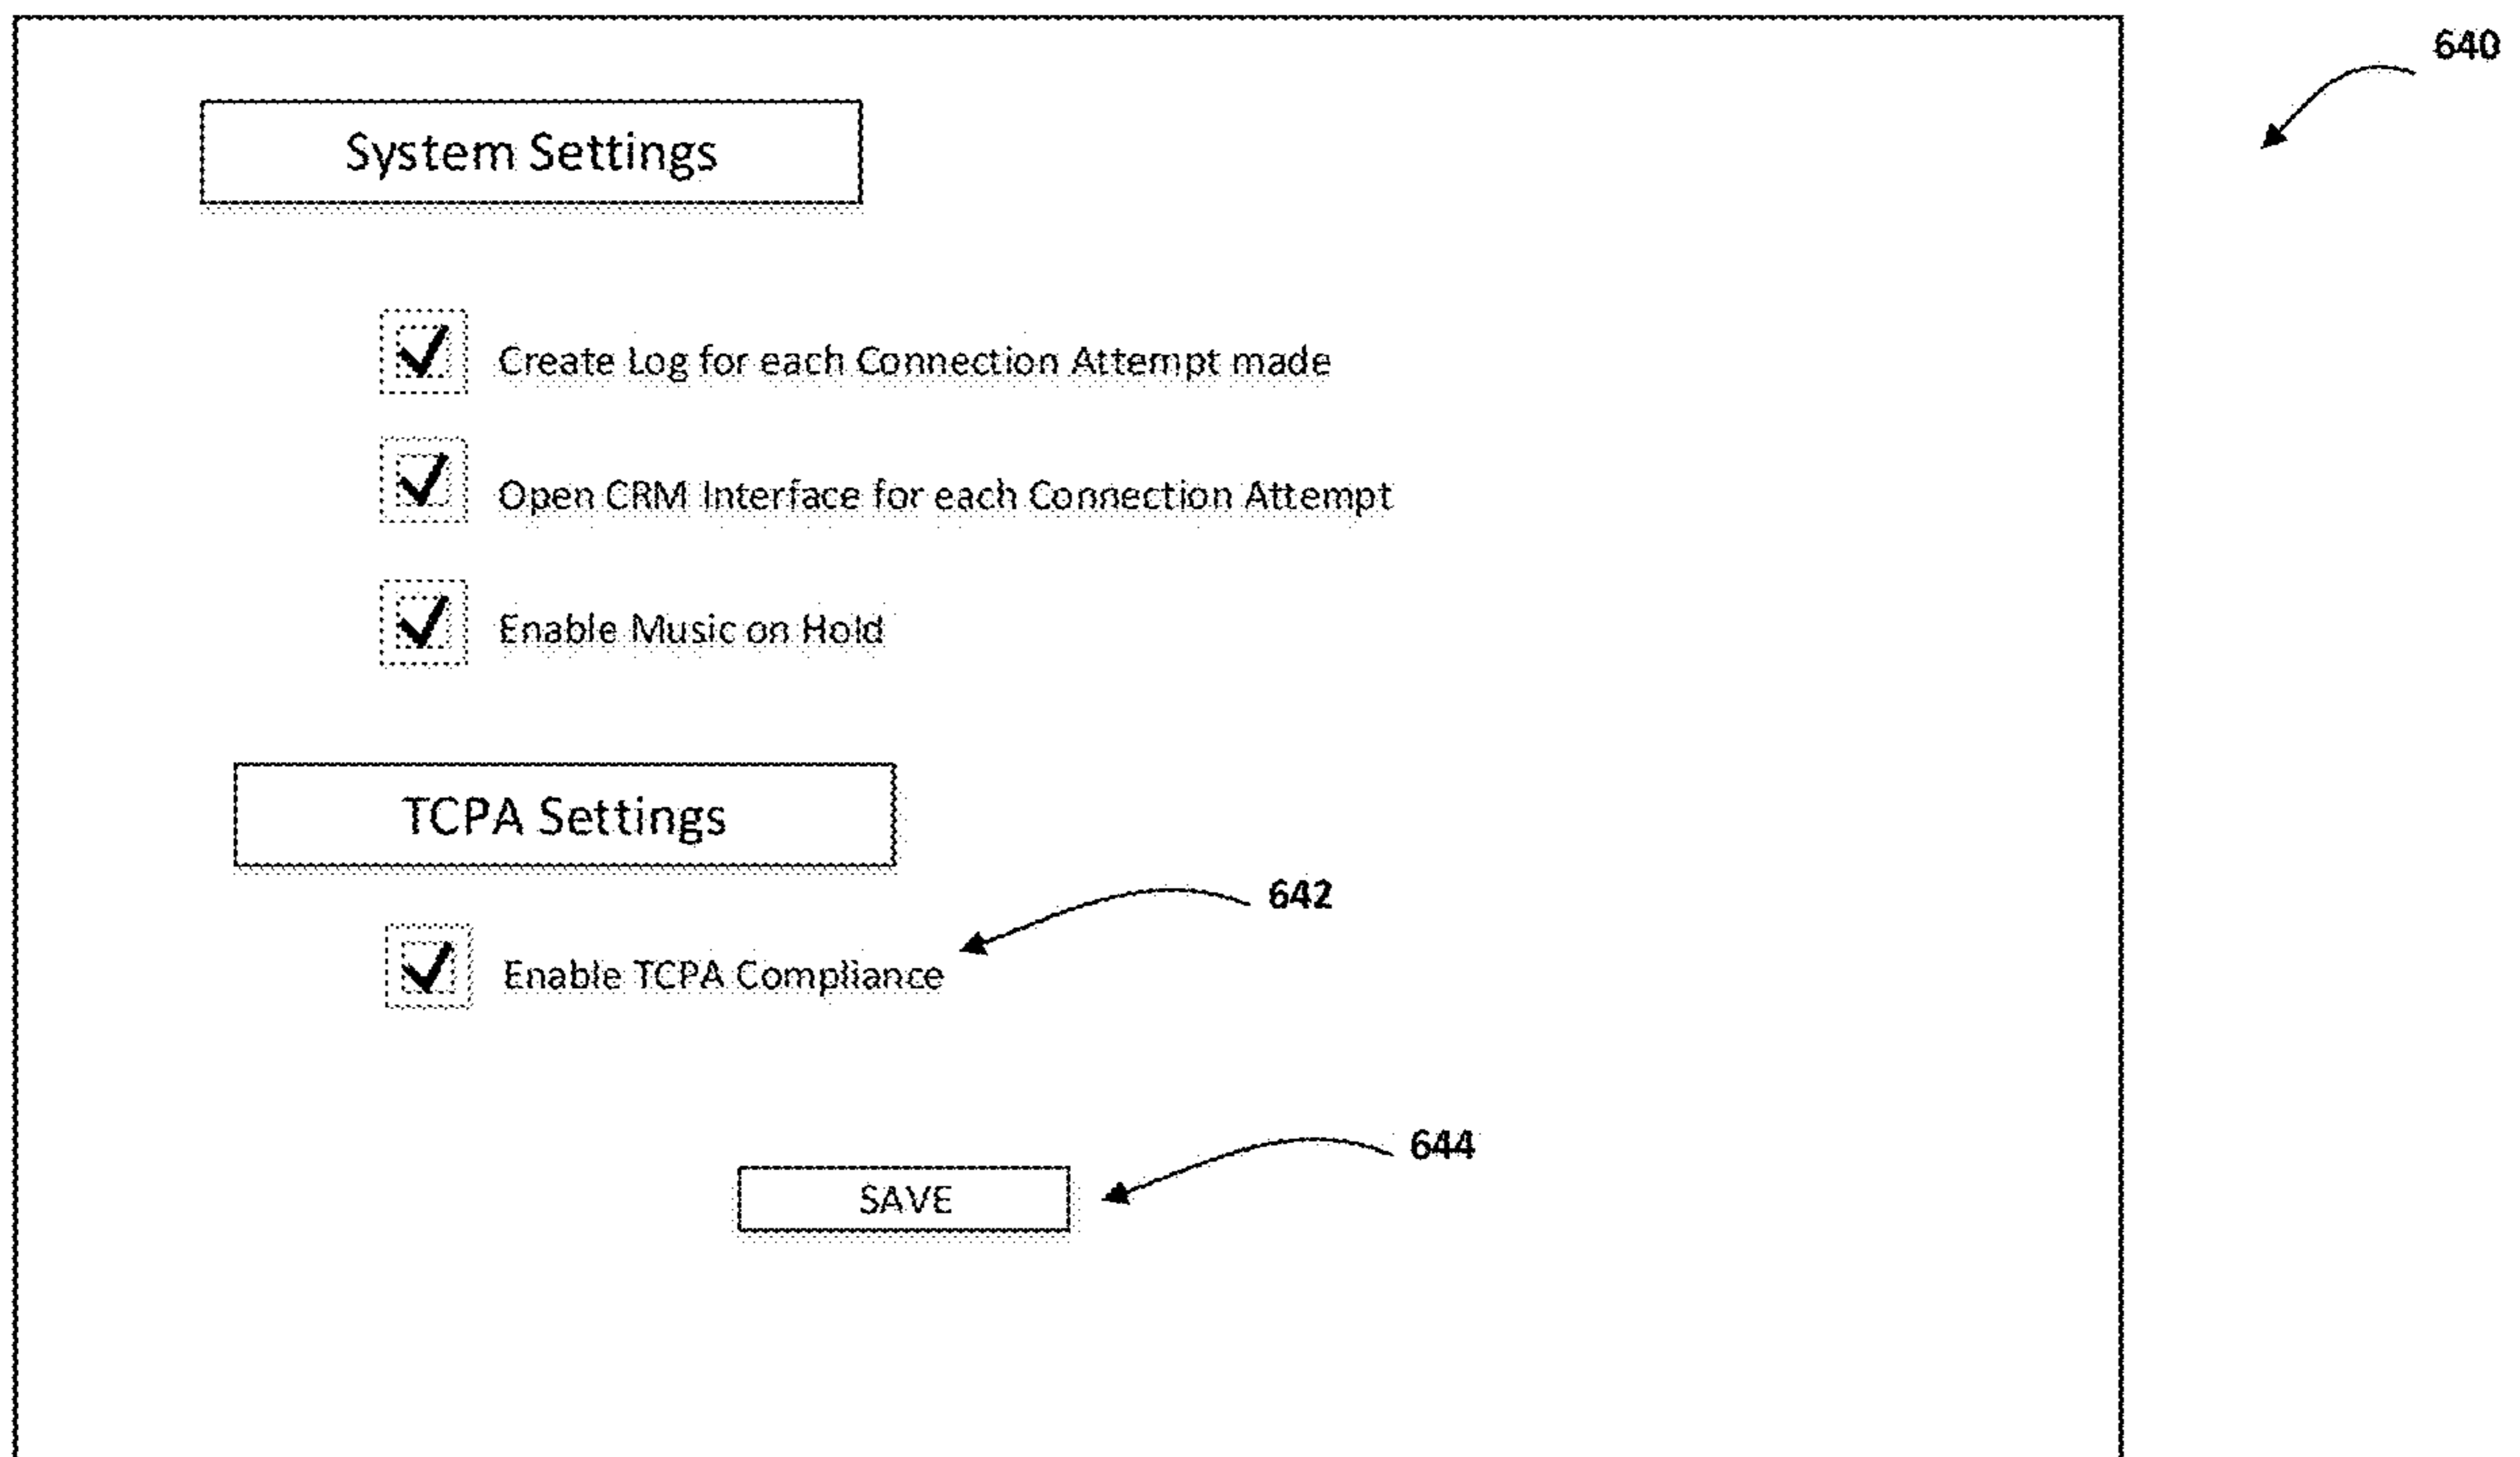 640
System Settings
Create Log for each Connection Attempt made
Open CRM Interface for each Connection Attempt
Enable Music on Hold
TCPA Settings
642
Enable TCPA Compliance
644
SAVE